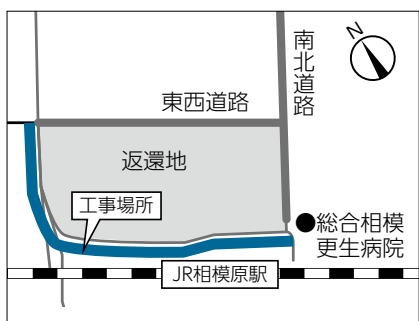 N
南北道路
東西道路
返還地
工事場所
●総合相模
更生病院
JR相模原駅